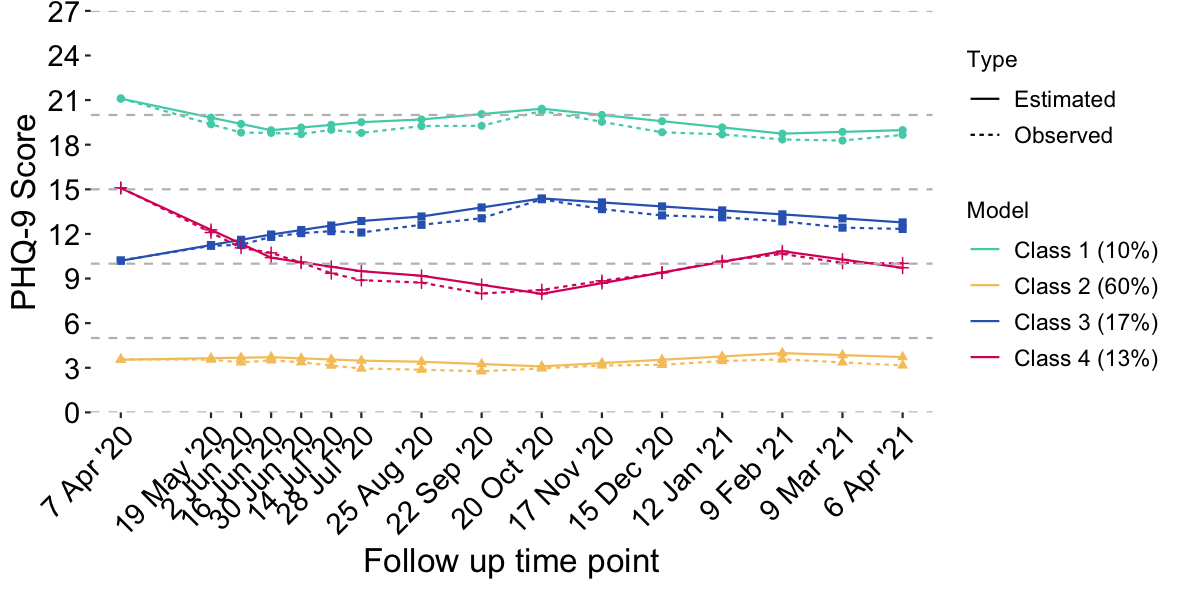 27
24
21
18
15
12
9
6
3
0
PHQ-9 Score
7 Apr '20
19 May '20
2 Jun '20
16 Jun '20
30 Jun '20
14 Jul '20
28 Jul '20
25 Aug '20
22 Sep '20
20 Oct '20
17 Nov '20
15 Dec '20
12 Jan '21
9 Feb '21
9 Mar '21
6 Apr '21
Follow up time point
Type
Estimated
Observed
Model
Class 1 (10%)
Class 2 (60%)
Class 3 (17%)
Class 4 (13%)